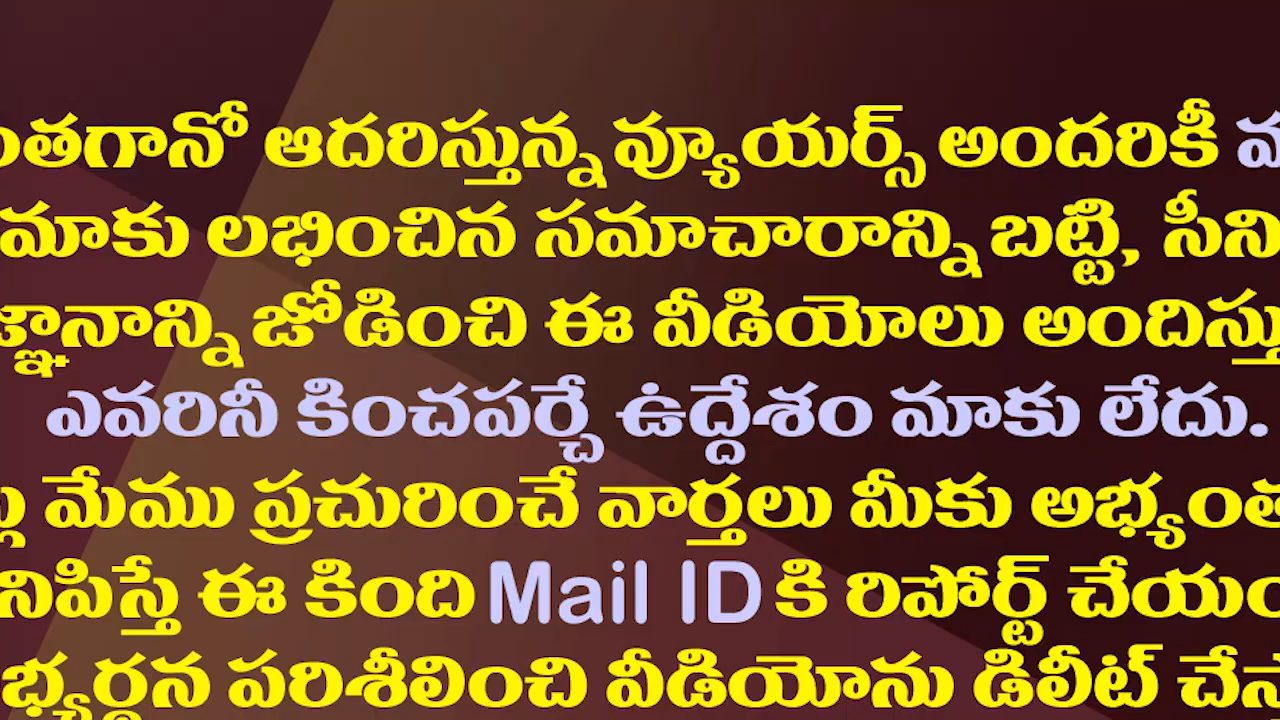 ఆదరిస్తున్న వ్యూయర్స్ అందరికీ
మాకు లభించిన సమాచారాన్ని బట్టి,
జోడించి ఈ వీడియోలు
ఎవరినీ కించపర్చే ఉద్దేశం మాకు లేదు.
మేము ప్రచురించే వార్తలు మీకు
ఈ కింది Mail ID కి రిపోర్ట్
పరిశీలించి వీడియోను డిలీట్